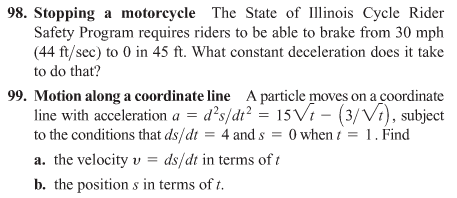 98. Stopping a motorcycle The State of Illinois Cycle Rider
Safety Program requires riders to be able to brake from 30 mph
(44 ft/sec) to 0 in 45 ft. What constant deceleration does it take
to do that?
99. Motion along a coordinate line A particle moves on a coordinate
line with acceleration a = d²s/dt² = 15√t − (3/√t), subject
to the conditions that ds/dt = 4 and s = 0 when t = 1. Find
a. the velocity v = ds/dt in terms of t
b. the position s in terms of t.